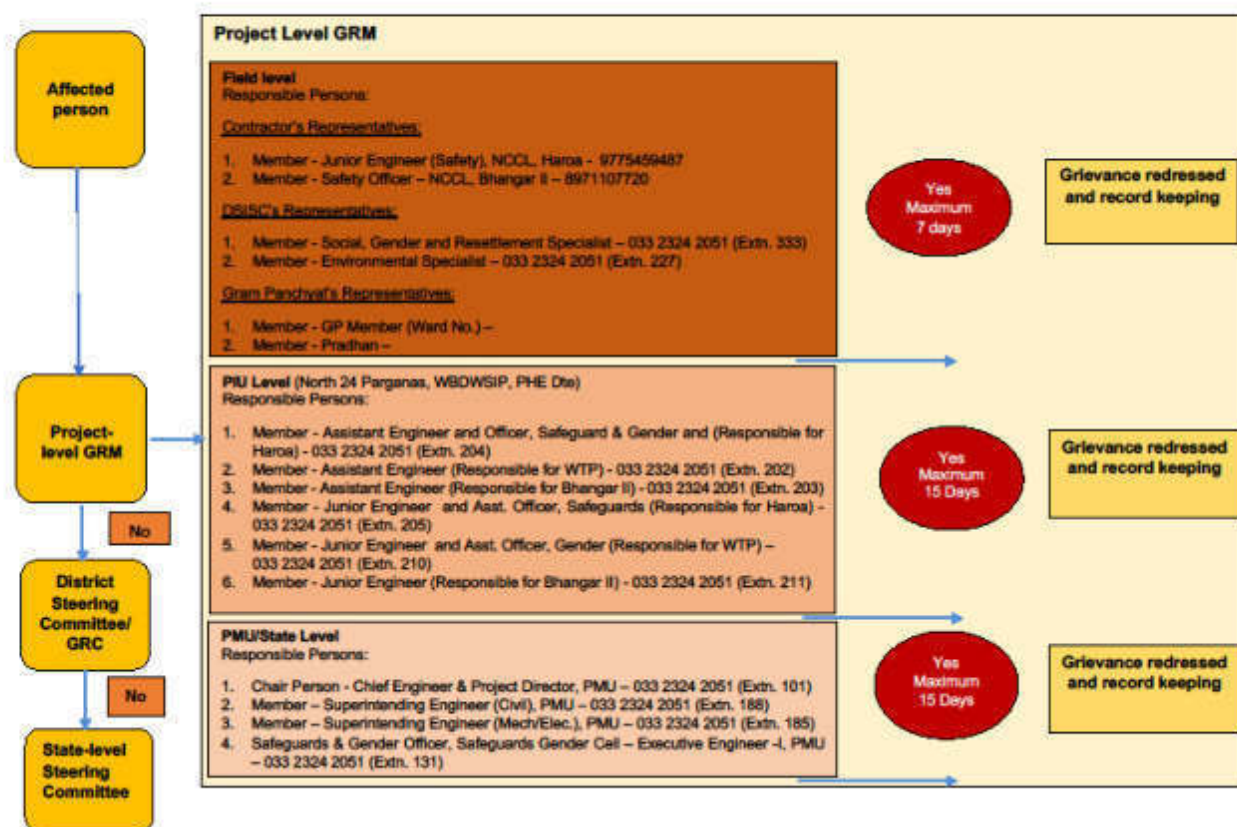 Affected
person
Project-
level GRM
No
District
Steering
Committee/
GRC
No
State-level
Steering
Committee
Project Level GRM
Field level
Responsible Persons:
Contractor's Representatives:
1. Member - Junior Engineer (Safety), NCCL, Haroa - 9775459487
2. Member - Safety Officer – NCCL, Bhangar II – 8971107720
DSISC's Representatives:
1. Member - Social, Gender and Resettlement Specialist – 033 2324 2051 (Extn. 333)
2. Member - Environmental Specialist – 033 2324 2051 (Extn. 227)
Gram Panchyat's Representatives:
1. Member - GP Member (Ward No.) –
2. Member - Pradhan –
Yes
Maximum
7 days
Grievance redressed
and record keeping
PIU Level (North 24 Parganas, WBDWSIP, PHE Dte)
Responsible Persons:
1. Member - Assistant Engineer and Officer, Safeguard & Gender and (Responsible for
Haroa) - 033 2324 2051 (Extn. 204)
2. Member - Assistant Engineer (Responsible for WTP) - 033 2324 2051 (Extn. 202)
3. Member - Assistant Engineer (Responsible for Bhangar II) - 033 2324 2051 (Extn. 203)
4. Member - Junior Engineer and Asst. Officer, Safeguards (Responsible for Haroa) -
033 2324 2051 (Extn. 205)
5. Member - Junior Engineer and Asst. Officer, Gender (Responsible for WTP) –
033 2324 2051 (Extn. 210)
6. Member - Junior Engineer (Responsible for Bhangar II) - 033 2324 2051 (Extn. 211)
Yes
Maximum
15 Days
Grievance redressed
and record keeping
PMU/State Level
Responsible Persons:
1. Chair Person - Chief Engineer & Project Director, PMU – 033 2324 2051 (Extn. 101)
2. Member – Superintending Engineer (Civil), PMU – 033 2324 2051 (Extn. 188)
3. Member – Superintending Engineer (Mech/Elec.), PMU – 033 2324 2051 (Extn. 185)
4. Safeguards & Gender Officer, Safeguards Gender Cell – Executive Engineer -I, PMU
– 033 2324 2051 (Extn. 131)
Yes
Maximum
15 Days
Grievance redressed
and record keeping